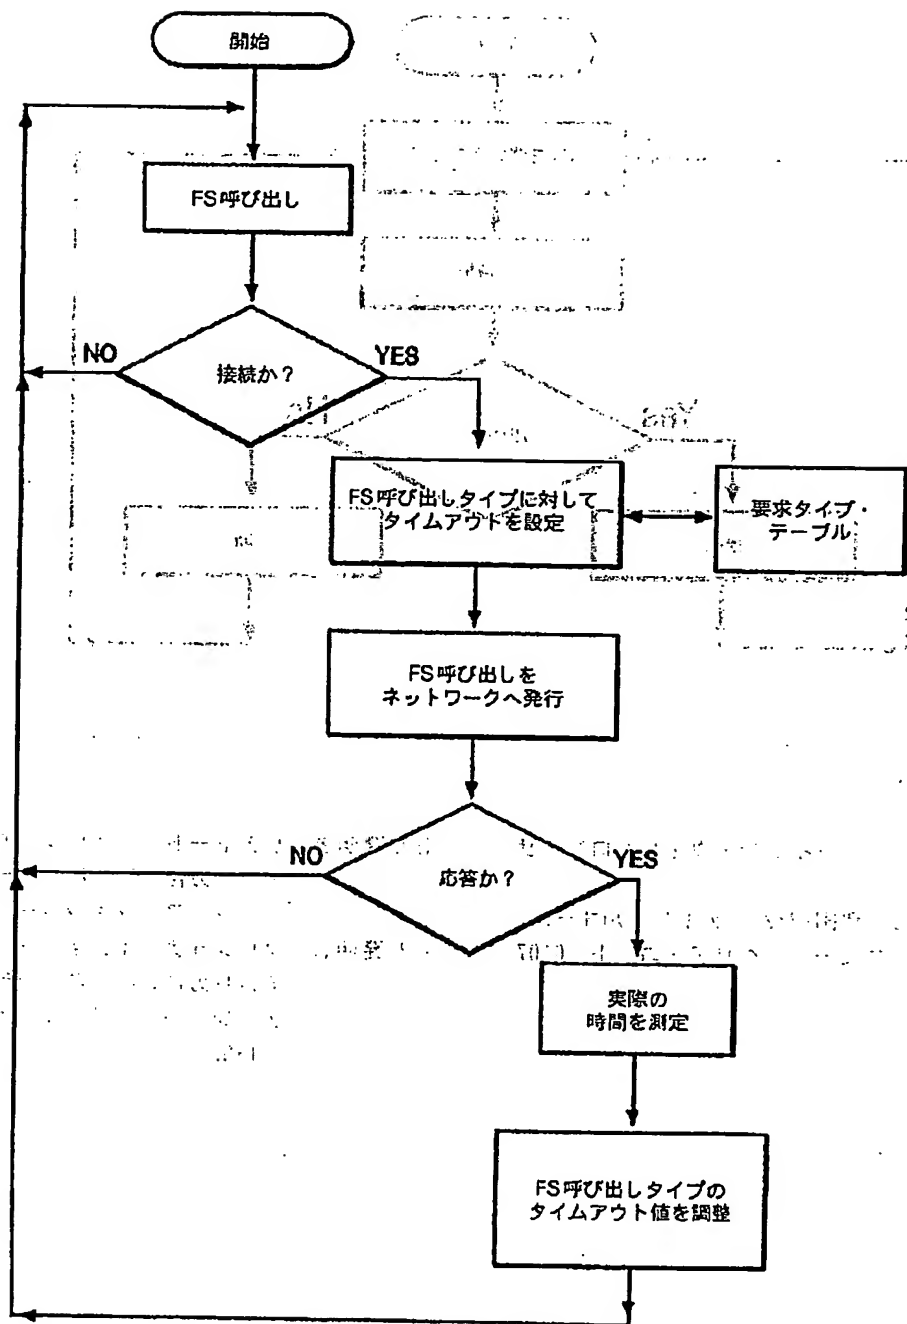 開始
FS呼び出し
NO
YES
接続か?
FS呼び出しタイプに対して
タイムアウトを設定
要求タイプ・
テーブル
FS呼び出しを
ネットワークへ発行
NO
YES
応答か?
実際の
時間を測定
FS呼び出しタイプの
タイムアウト値を調整